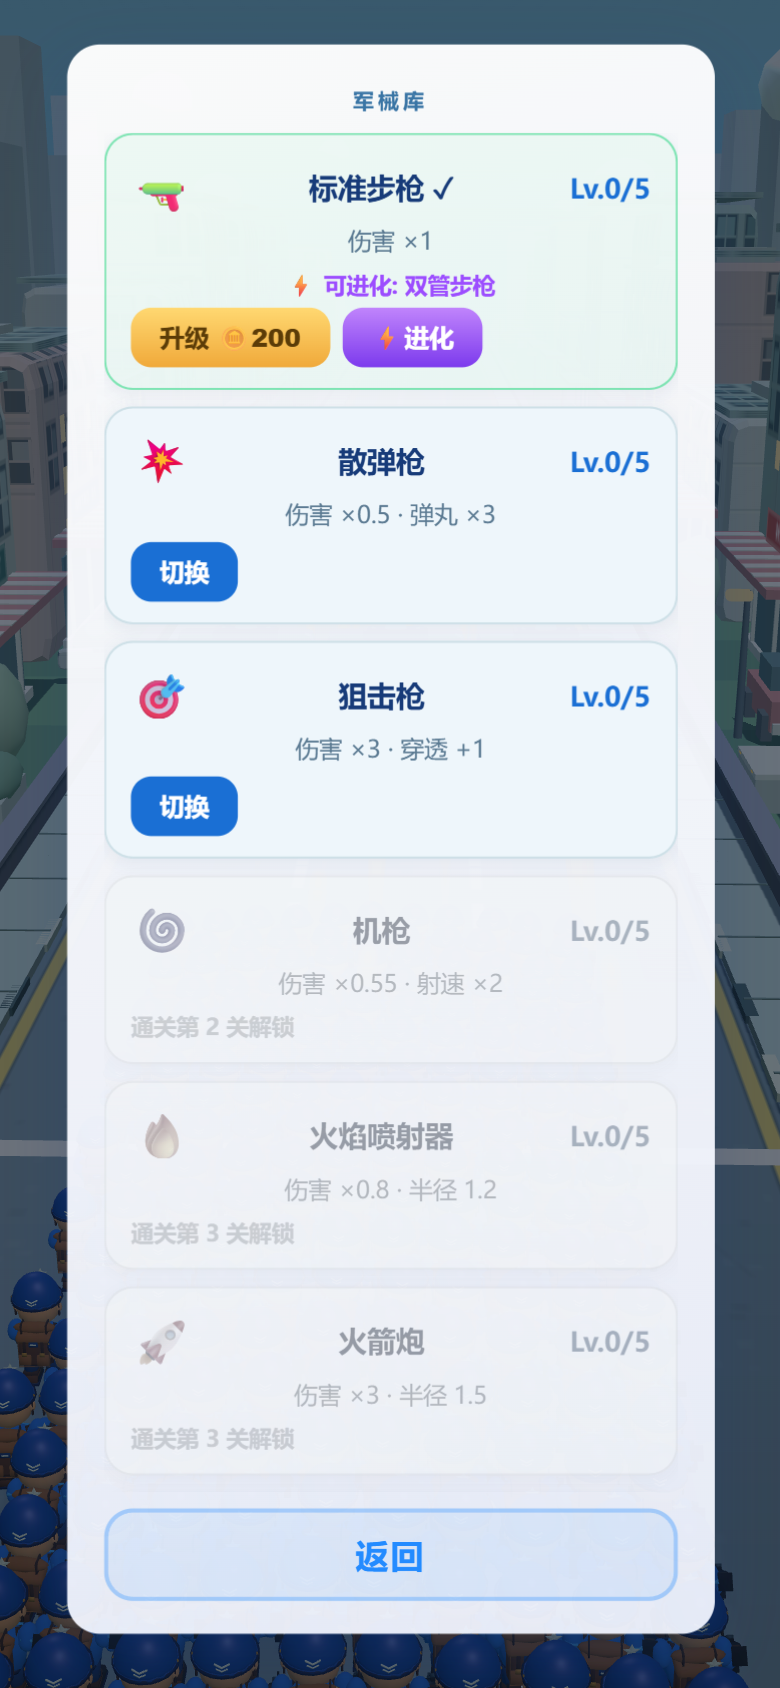 军械库
标准步枪 ✓ Lv.0/5
伤害 ×1
⚡ 可进化: 双管步枪
升级 200 ⚡进化
散弹枪 Lv.0/5
伤害 ×0.5 · 弹丸 ×3
切换
狙击枪 Lv.0/5
伤害 ×3 · 穿透 +1
切换
机枪 Lv.0/5
伤害 ×0.55 · 射速 ×2
通关第 2 关解锁
火焰喷射器 Lv.0/5
伤害 ×0.8 · 半径 1.2
通关第 3 关解锁
火箭炮 Lv.0/5
伤害 ×3 · 半径 1.5
通关第 3 关解锁
返回